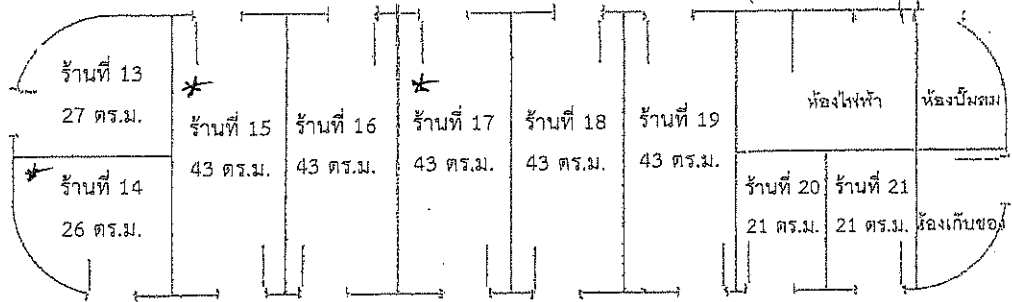 ร้านที่ 13
27 ตร.ม.
ร้านที่ 14
26 ตร.ม.
ร้านที่ 15
43 ตร.ม.
ร้านที่ 16
43 ตร.ม.
ร้านที่ 17
43 ตร.ม.
ร้านที่ 18
43 ตร.ม.
ร้านที่ 19
43 ตร.ม.
ห้องไฟฟ้า
ห้องปั๊มลม
ร้านที่ 20
21 ตร.ม.
ร้านที่ 21
21 ตร.ม.
ห้องเก็บของ